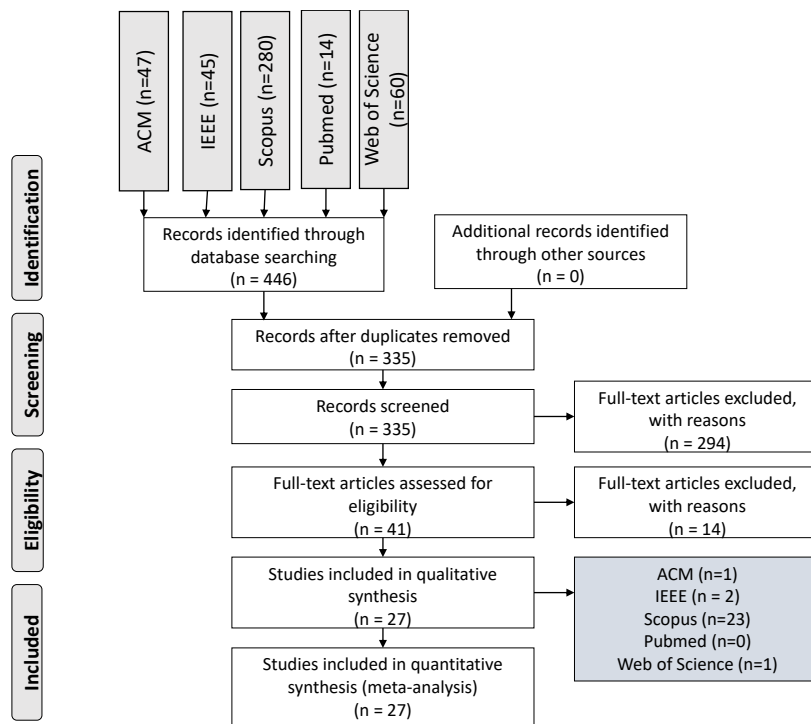 ACM (n=47)
IEEE (n=45)
Scopus (n=280)
Pubmed (n=14)
Web of Science
(n=60)
Identification
Records identified through
database searching
(n = 446)
Additional records identified
through other sources
(n = 0)
Screening
Records after duplicates removed
(n = 335)
Records screened
(n = 335)
Full-text articles excluded,
with reasons
(n = 294)
Eligibility
Full-text articles assessed for
eligibility
(n = 41)
Full-text articles excluded,
with reasons
(n = 14)
Included
Studies included in qualitative
synthesis
(n = 27)
ACM (n=1)
IEEE (n = 2)
Scopus (n=23)
Pubmed (n=0)
Web of Science (n=1)
Studies included in quantitative
synthesis (meta-analysis)
(n = 27)